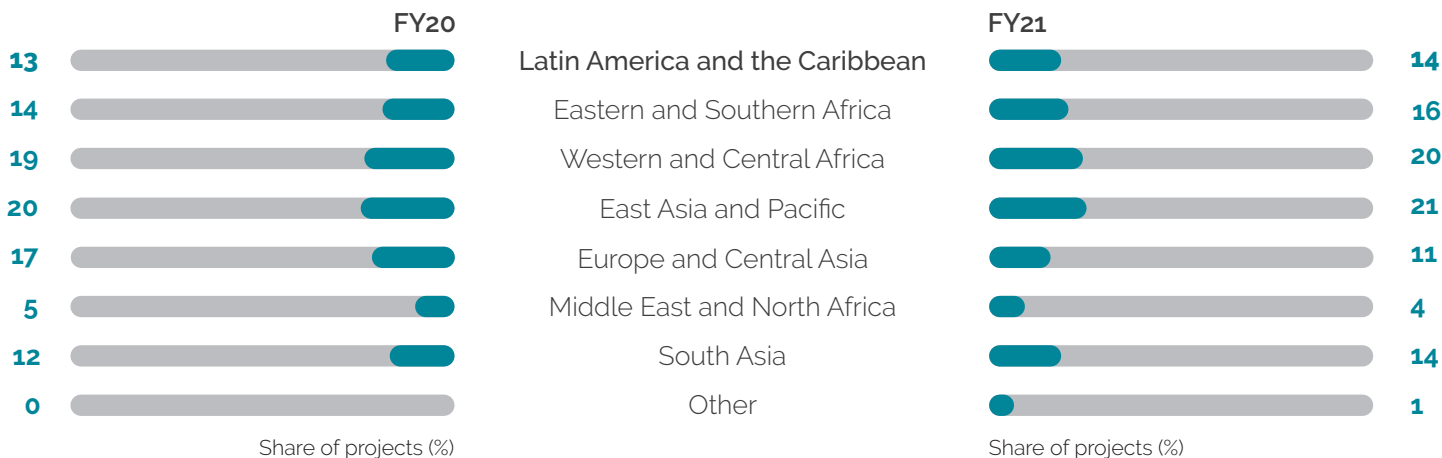 FY20 FY21
13 Latin America and the Caribbean 14
14 Eastern and Southern Africa 16
19 Western and Central Africa 20
20 East Asia and Pacific 21
17 Europe and Central Asia 11
5 Middle East and North Africa 4
12 South Asia 14
0 Other 1
Share of projects (%) Share of projects (%)